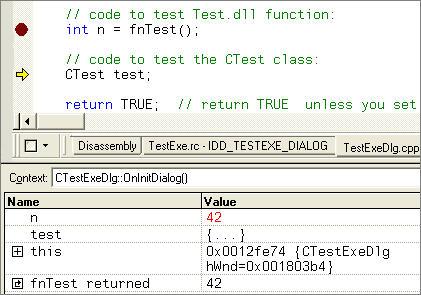 // code to test Test.dll function:
int n = fnTest();
// code to test the CTest class:
CTest test;
return TRUE;  // return TRUE  unless you set
Disassembly
TestExe.rc - IDD_TESTEXE_DIALOG
TestExeDlg.cpp
Context: CTestExeDlg::OnInitDialog()
Name Value
n 42
test {...}
this 0x0012fe74 {CTestExeDlg
hWnd=0x001803b4}
fnTest returned 42